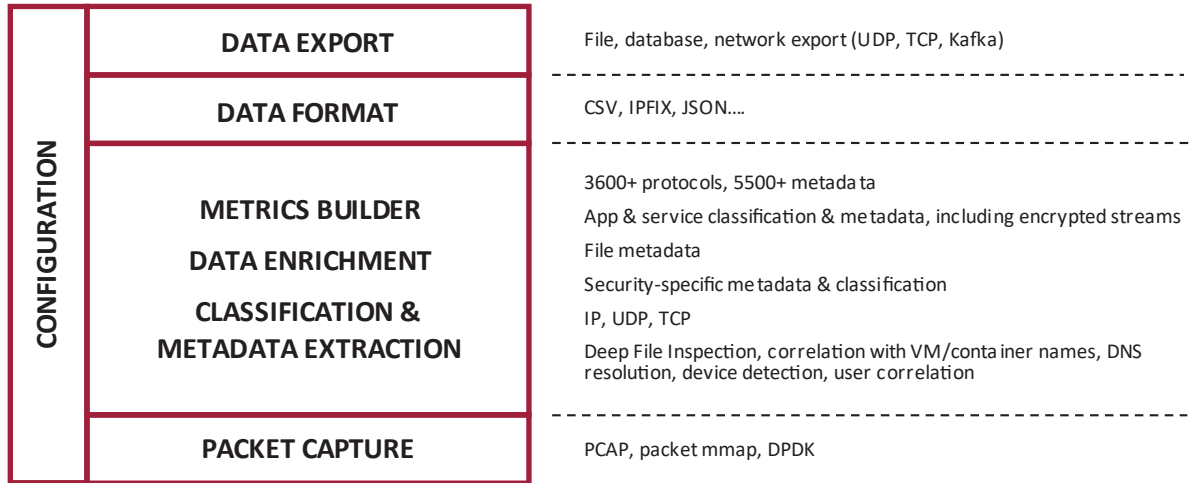 CONFIGURATION
DATA EXPORT
File, database, network export (UDP, TCP, Kafka)
DATA FORMAT
CSV, IPFIX, JSON....
METRICS BUILDER
DATA ENRICHMENT
CLASSIFICATION &
METADATA EXTRACTION
3600+ protocols, 5500+ metadata
App & service classification & metadata, including encrypted streams
File metadata
Security-specific metadata & classification
IP, UDP, TCP
Deep File Inspection, correlation with VM/container names, DNS
resolution, device detection, user correlation
PACKET CAPTURE
PCAP, packet mmap, DPDK